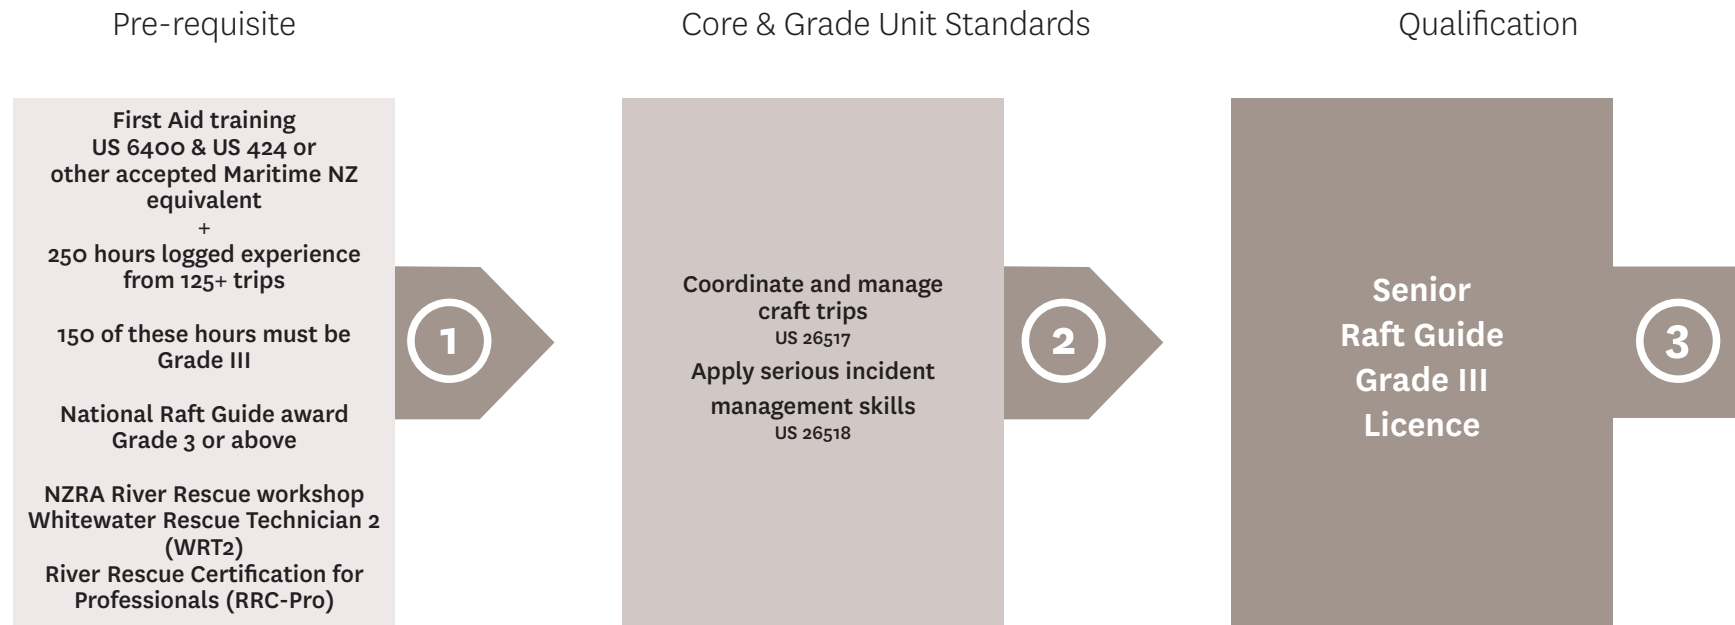 Pre-requisite
Core & Grade Unit Standards
Qualification
First Aid training
US 6400 & US 424 or
other accepted Maritime NZ
equivalent
+
250 hours logged experience
from 125+ trips
150 of these hours must be
Grade III
National Raft Guide award
Grade 3 or above
NZRA River Rescue workshop
Whitewater Rescue Technician 2
(WRT2)
River Rescue Certification for
Professionals (RRC-Pro)
1
Coordinate and manage
craft trips
US 26517
Apply serious incident
management skills
US 26518
2
Senior
Raft Guide
Grade III
Licence
3